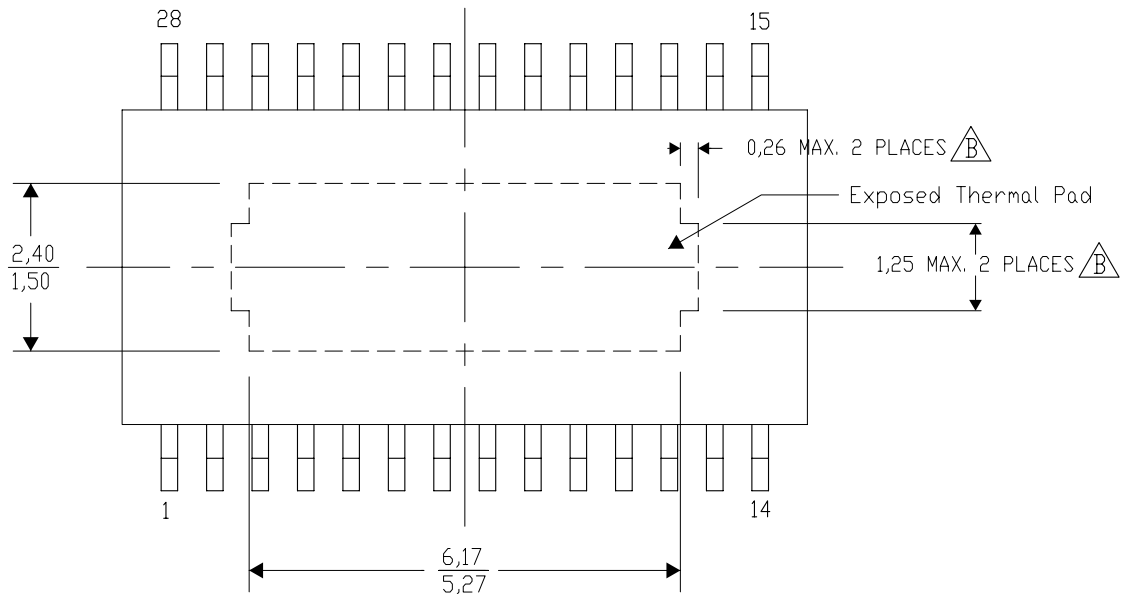 28
15
0,26 MAX. 2 PLACES B
Exposed Thermal Pad
2,40
1,50
1,25 MAX. 2 PLACES B
1
14
6,17
5,27